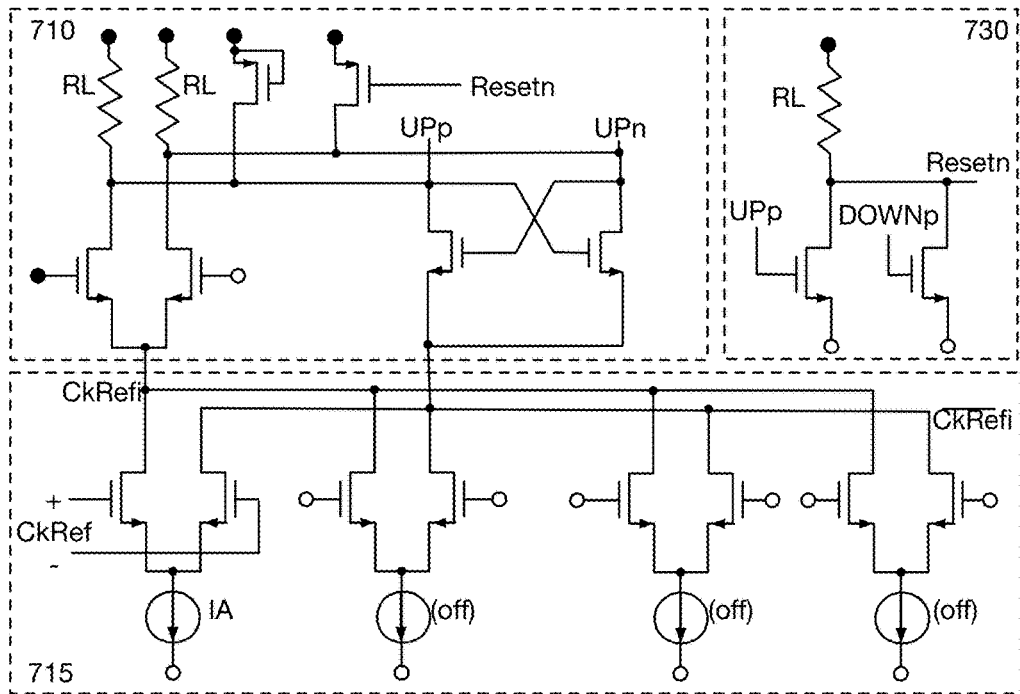 710
730
RL
RL
Resetn
UPp
UPn
RL
Resetn
UPp
DOWNp
CkRefi
CkRefi
+
CkRef
-
IA
(off)
(off)
(off)
715